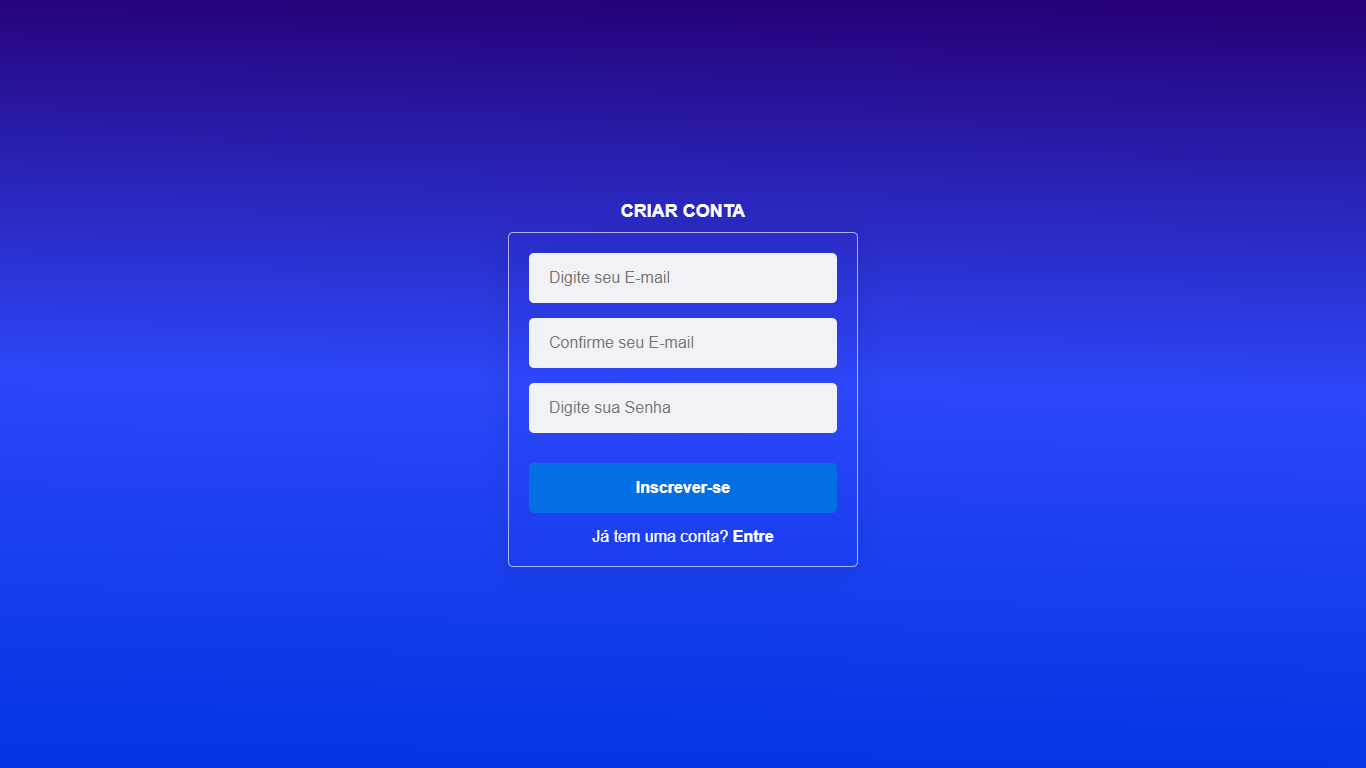 CRIAR CONTA
Digite seu E-mail
Confirme seu E-mail
Digite sua Senha
Inscrever-se
Já tem uma conta? Entre